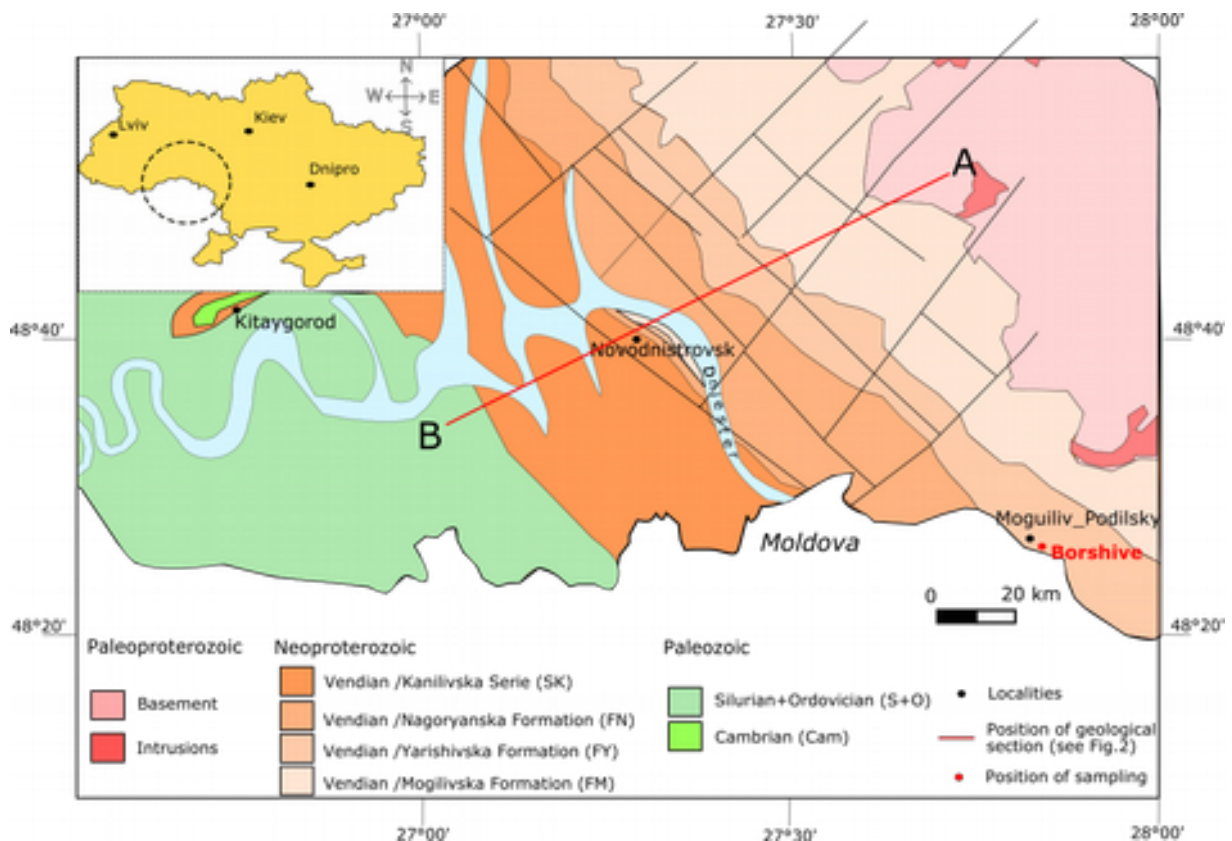 27°00′ 27°30′ 28°00′
N
W E
S
Lviv
Kiev
Dnipro
A
48°40′
Kitaygorod
Novodnistrovsk
48°40′
Dniester
B
Moguiliv_Podilsky
Borshive
Moldova
0 20 km
48°20′
48°20′
Paleoproterozoic
Basement
Intrusions
Neoproterozoic
Vendian /Kanilivska Serie (SK)
Vendian /Nagoryanska Formation (FN)
Vendian /Yarishivska Formation (FY)
Vendian /Mogilivska Formation (FM)
Paleozoic
Silurian+Ordovician (S+O)
Cambrian (Cam)
Localities
Position of geological
section (see Fig.2)
Position of sampling
27°00′ 27°30′ 28°00′